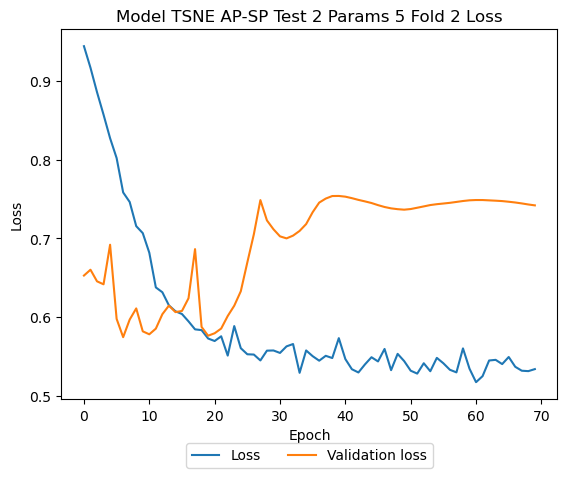 Model TSNE AP-SP Test 2 Params 5 Fold 2 Loss
0.9
0.8
0.7
0.6
0.5
Loss
0 10 20 30 40 50 60 70
Epoch
Loss Validation loss